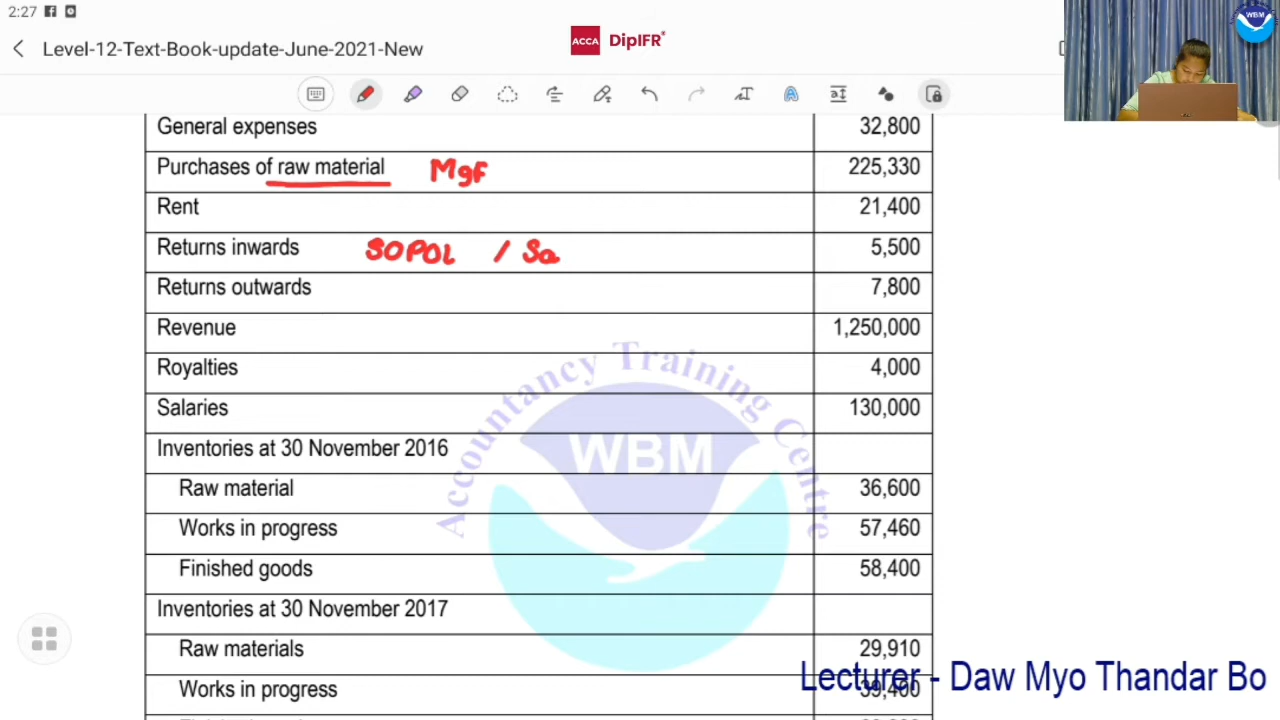 2:27
ACCA DipIFR
WBM
Level-12-Text-Book-update-June-2021-New
General expenses 32,800
Purchases of raw material Mgf 225,330
Rent 21,400
Returns inwards SOPOL / Sa 5,500
Returns outwards 7,800
Revenue 1,250,000
Royalties 4,000
Salaries 130,000
Inventories at 30 November 2016
Raw material 36,600
Works in progress 57,460
Finished goods 58,400
Inventories at 30 November 2017
Raw materials 29,910
Works in progress 39,400
Accountancy Training Centre
WBM
Lecturer - Daw Myo Thandar Bo